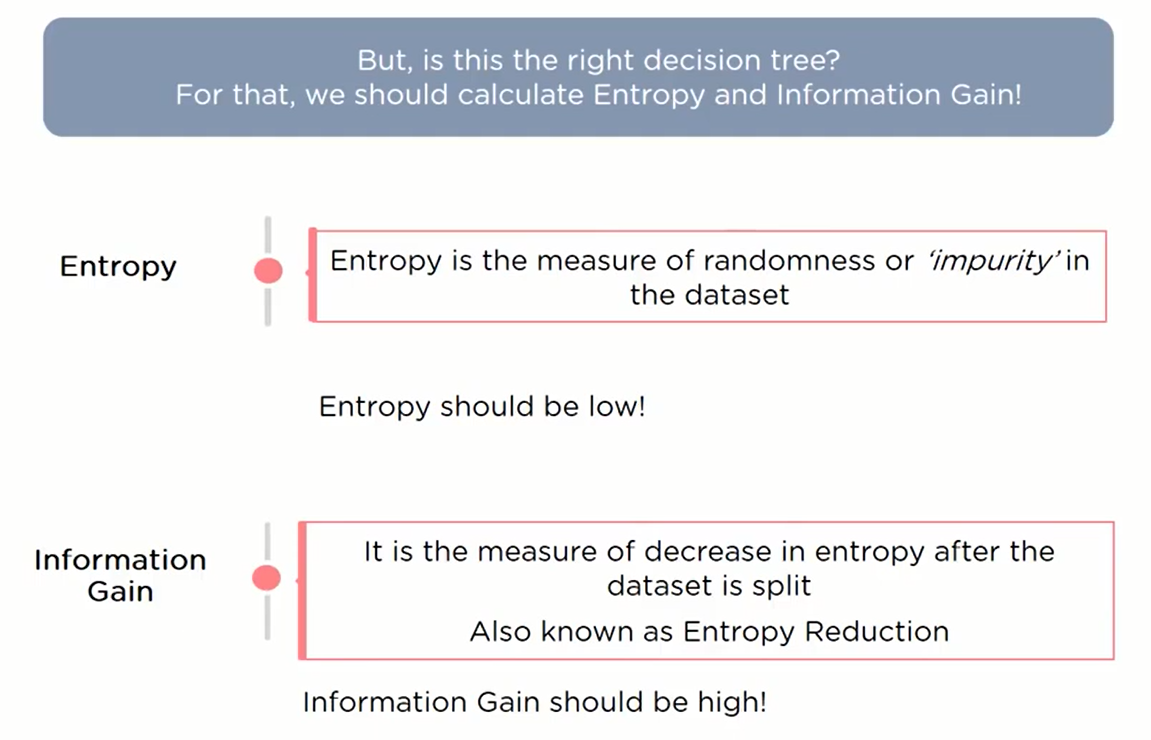 But, is this the right decision tree?
For that, we should calculate Entropy and Information Gain!
Entropy
Entropy is the measure of randomness or ‘impurity’ in
the dataset
Entropy should be low!
Information
Gain
It is the measure of decrease in entropy after the
dataset is split
Also known as Entropy Reduction
Information Gain should be high!